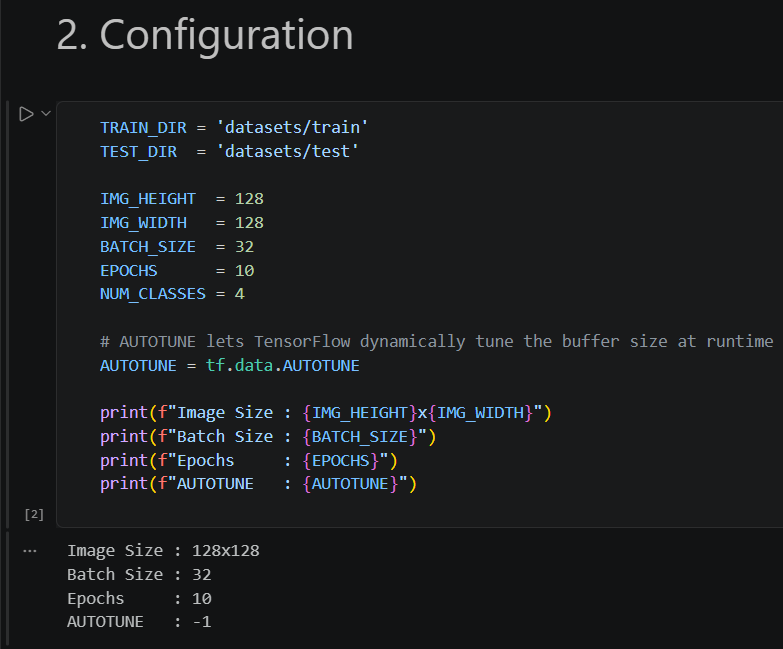 2. Configuration
TRAIN_DIR = 'datasets/train'
TEST_DIR  = 'datasets/test'
IMG_HEIGHT  = 128
IMG_WIDTH   = 128
BATCH_SIZE  = 32
EPOCHS      = 10
NUM_CLASSES = 4
# AUTOTUNE lets TensorFlow dynamically tune the buffer size at runtime
AUTOTUNE = tf.data.AUTOTUNE
print(f"Image Size : {IMG_HEIGHT}x{IMG_WIDTH}")
print(f"Batch Size : {BATCH_SIZE}")
print(f"Epochs     : {EPOCHS}")
print(f"AUTOTUNE   : {AUTOTUNE}")
[2]
Image Size : 128x128
Batch Size : 32
Epochs     : 10
AUTOTUNE   : -1